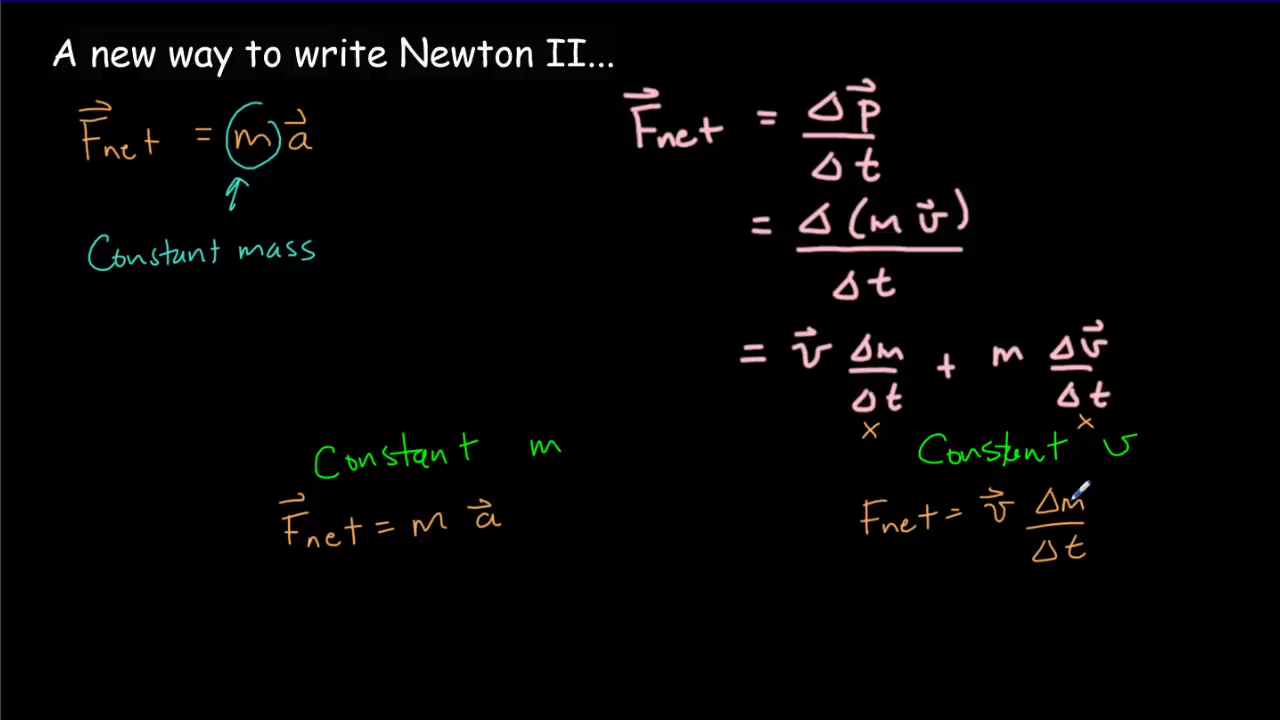 A new way to write Newton II...
F⃗net = m a⃗
Constant mass
F⃗net = Δp⃗ / Δt
= Δ(m v⃗) / Δt
= v⃗ Δm/Δt + m Δv⃗/Δt
x x
Constant m
F⃗net = m a⃗
Constant v
Fnet = v⃗ Δm/Δt